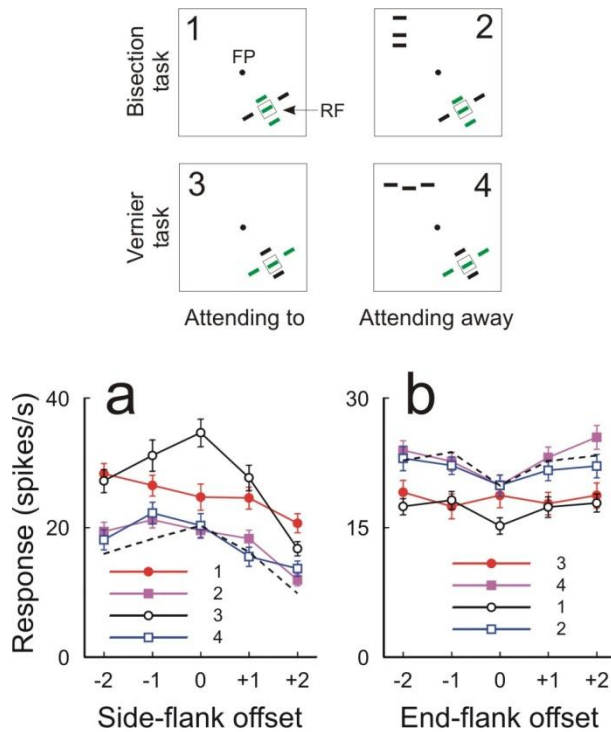 1
FP
RF
2
Bisection
task
3
4
Vernier
task
Attending to
Attending away
a
Response (spikes/s)
40
20
0
1
2
3
4
-2
-1
0
+1
+2
Side-flank offset
b
30
15
0
3
4
1
2
-2
-1
0
+1
+2
End-flank offset